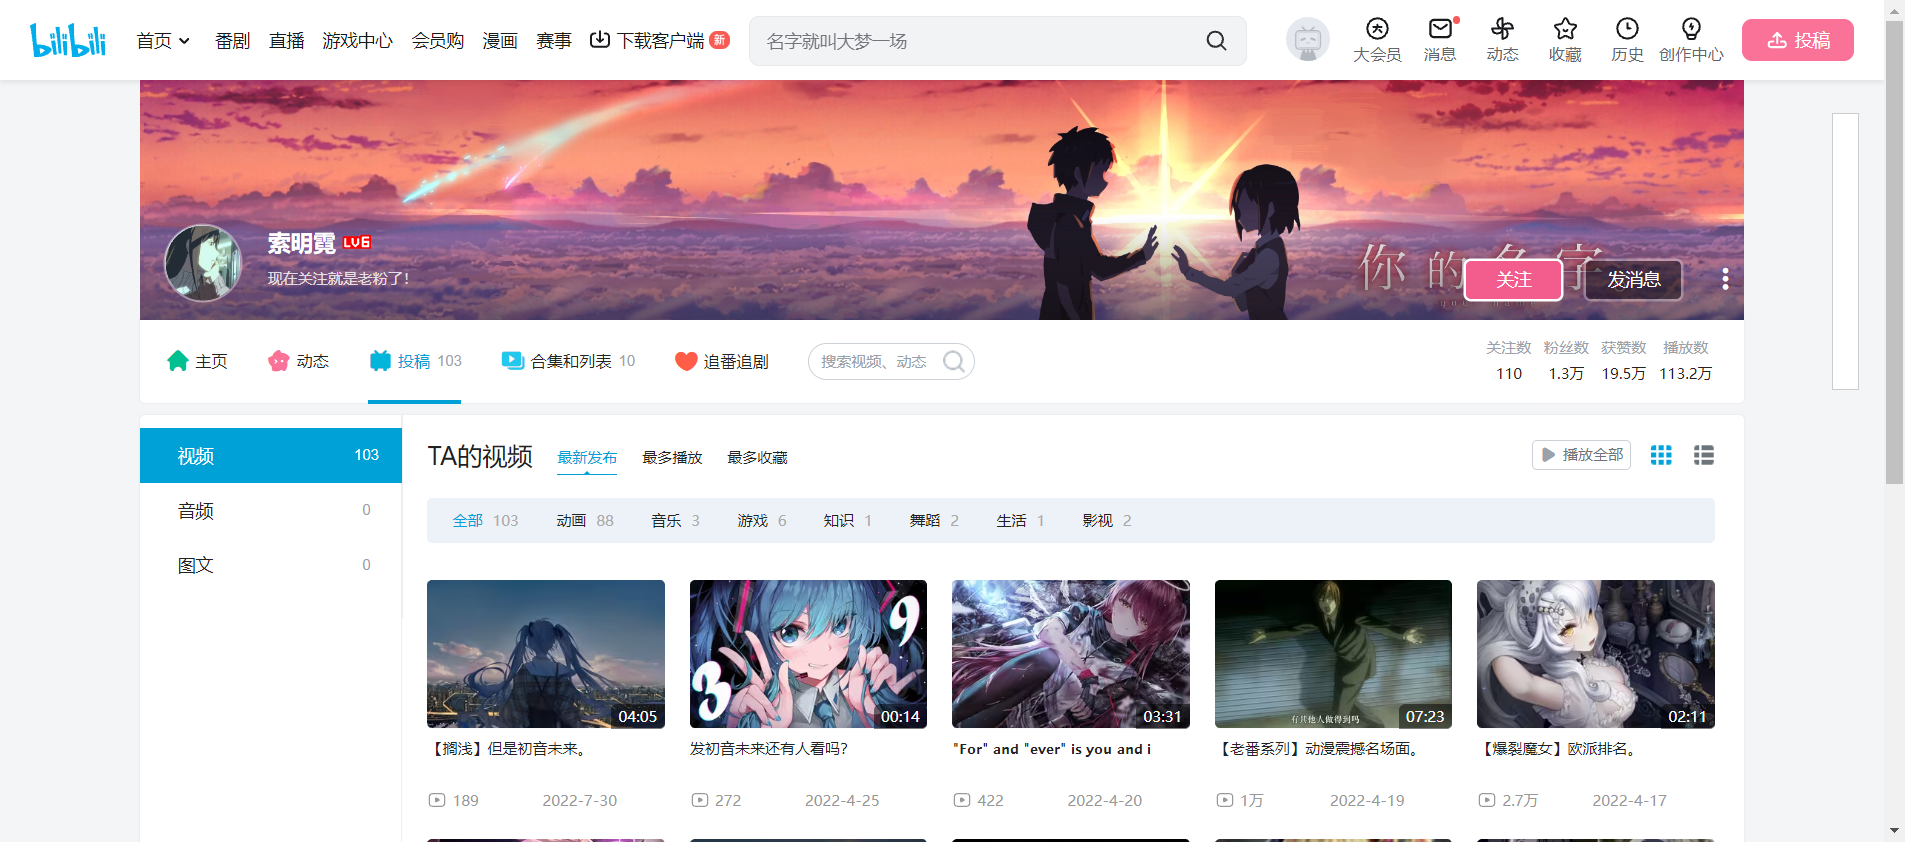 bilibili 首页 番剧 直播 游戏中心 会员购 漫画 赛事 下载客户端 新 名字就叫大梦一场 大会员 消息 动态 收藏 历史 创作中心 投稿
索明霓 LV6
现在关注就是老粉了!
你的名字
关注 发消息
主页 动态 投稿 103 合集和列表 10 追番追剧 搜索视频、动态
关注数 粉丝数 获赞数 播放数
110 1.3万 19.5万 113.2万
视频 103
音频 0
图文 0
TA的视频 最新发布 最多播放 最多收藏 播放全部
全部 103 动画 88 音乐 3 游戏 6 知识 1 舞蹈 2 生活 1 影视 2
39
有其他人做得到吗
04:05 00:14 03:31 07:23 02:11
【搁浅】但是初音未来。 发初音未来还有人看吗? "For" and "ever" is you and i 【老番系列】动漫震撼名场面。 【爆裂魔女】欧派排名。
189 2022-7-30 272 2022-4-25 422 2022-4-20 1万 2022-4-19 2.7万 2022-4-17